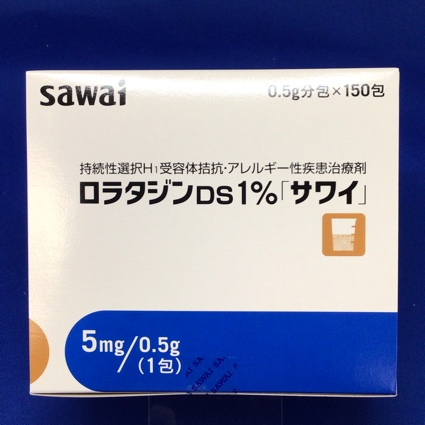 sawai
0.5g分包×150包
持続性選択H₁受容体拮抗・アレルギー性疾患治療剤
ロラタジンDS1%「サワイ」
5mg/0.5g
(1包)
SAWAI